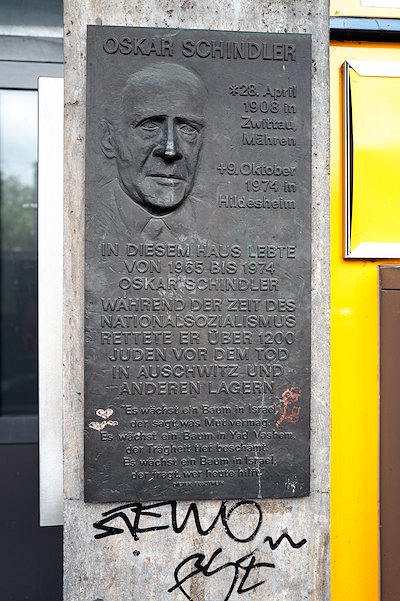 OSKAR SCHINDLER
*28. April
1908 in
Zwittau,
Mähren
+9. Oktober
1974 in
Hildesheim
IN DIESEM HAUS LEBTE
VON 1965 BIS 1974
OSKAR SCHINDLER
WÄHREND DER ZEIT DES
NATIONALSOZIALISMUS
RETTETE ER ÜBER 1200
JUDEN VOR DEM TOD
IN AUSCHWITZ UND
ANDEREN LAGERN
"Es wächst ein Baum in Israel,
der sagt, was Mut vermag.
Es wächst ein Baum in Yad Vashem,
der Trägheit tief beschämt.
Es wächst ein Baum in Israel,
der fragt, wer heute hilft."